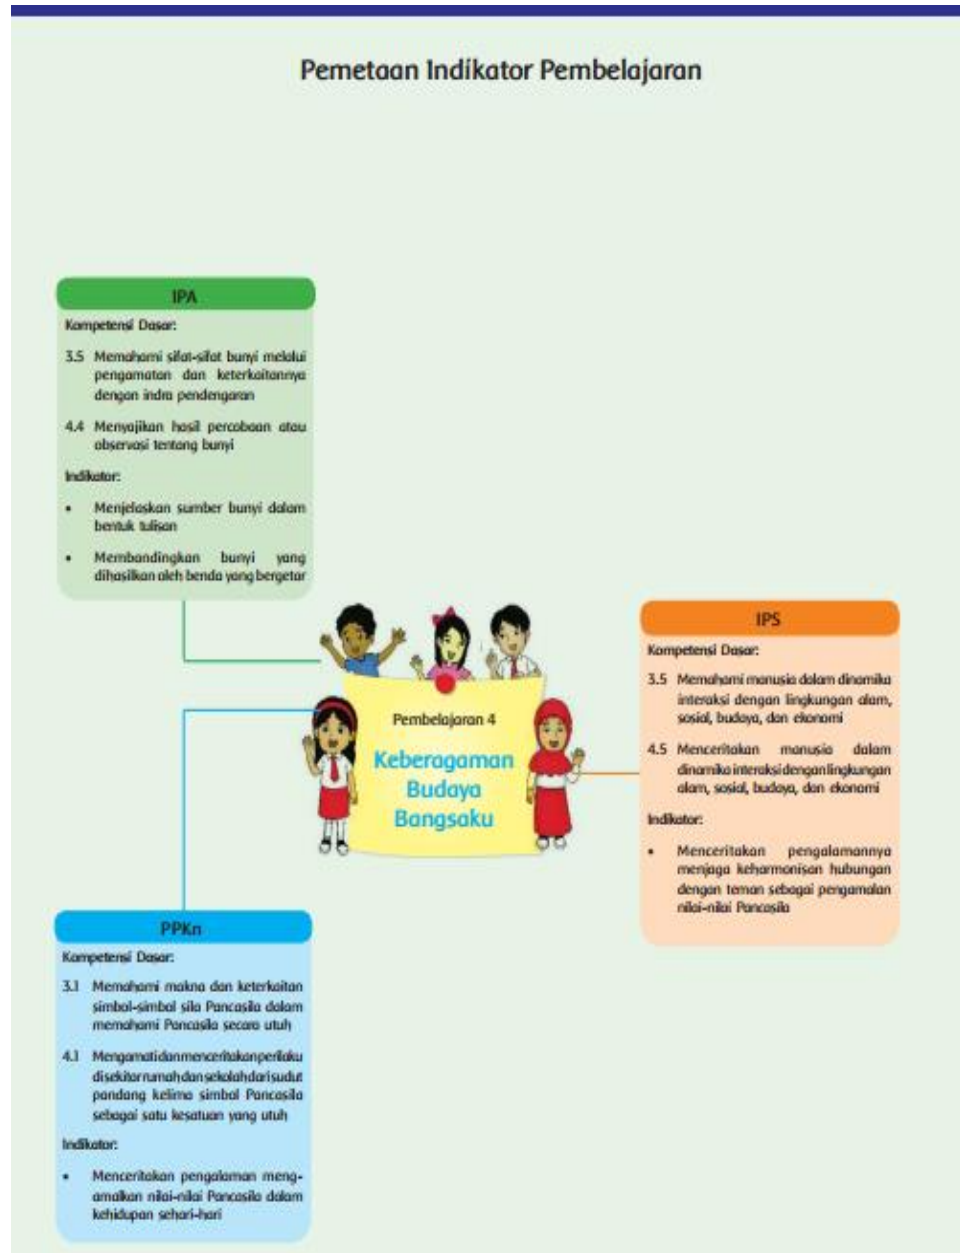 Pemetaan Indikator Pembelajaran
IPA
Kompetensi Dasar:
3.5 Memahami sifat-sifat bunyi melalui
pengamatan dan keterkaitannya
dengan indra pendengaran
4.4 Menyajikan hasil percobaan atau
observasi tentang bunyi
Indikator:
• Menjelaskan sumber bunyi dalam
bentuk tulisan
• Membandingkan bunyi yang
dihasilkan oleh benda yang bergetar
Pembelajaran 4
Keberagaman
Budaya
Bangsaku
IPS
Kompetensi Dasar:
3.5 Memahami manusia dalam dinamika
interaksi dengan lingkungan alam,
sosial, budaya, dan ekonomi
4.5 Menceritakan manusia dalam
dinamika interaksi dengan lingkungan
alam, sosial, budaya, dan ekonomi
Indikator:
• Menceritakan pengalamannya
menjaga keharmonisan hubungan
dengan teman sebagai pengamalan
nilai-nilai Pancasila
PPKn
Kompetensi Dasar:
3.1 Memahami makna dan keterkaitan
simbol-simbol sila Pancasila dalam
memahami Pancasila secara utuh
4.1 Mengamati dan menceritakan perilaku
di sekitar rumah dan sekolah dari sudut
pandang kelima simbol Pancasila
sebagai satu kesatuan yang utuh
Indikator:
• Menceritakan pengalaman meng-
amalkan nilai-nilai Pancasila dalam
kehidupan sehari-hari